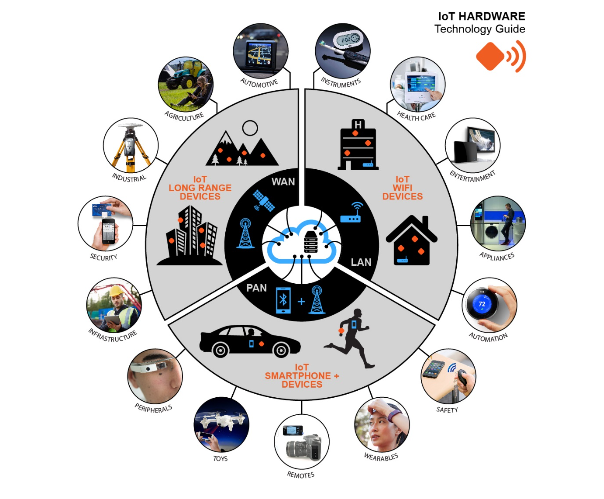 IoT HARDWARE
Technology Guide
AUTOMOTIVE
INSTRUMENTS
AGRICULTURE
HEALTH CARE
INDUSTRIAL
ENTERTAINMENT
SECURITY
APPLIANCES
INFRASTRUCTURE
AUTOMATION
PERIPHERALS
SAFETY
TOYS
WEARABLES
REMOTES
H
IoT
LONG RANGE
DEVICES
WAN
IoT
WIFI
DEVICES
LAN
PAN
+
IoT
SMARTPHONE +
DEVICES
72